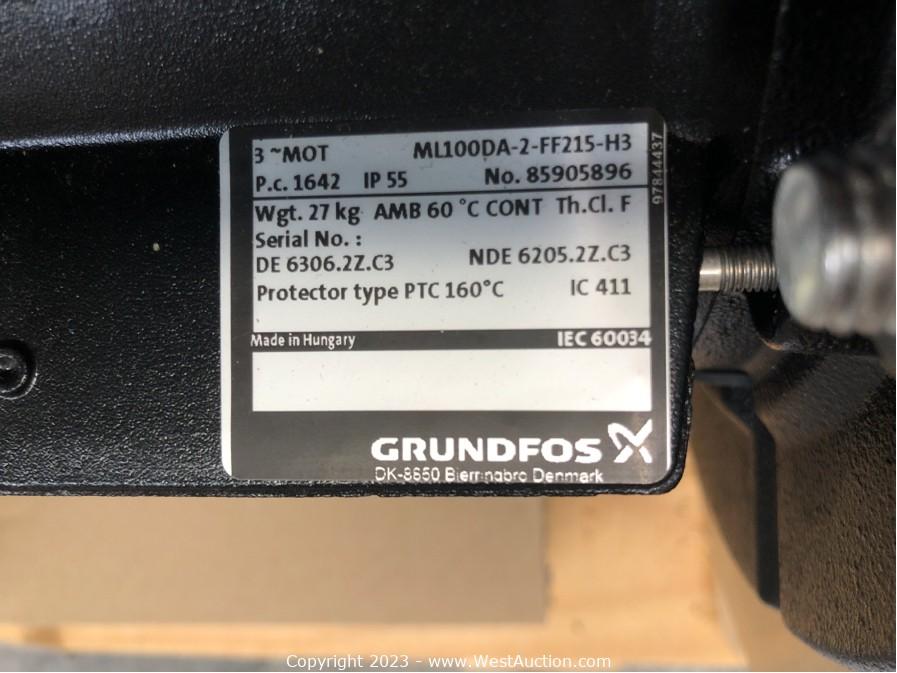 3 ~MOT ML100DA-2-FF215-H3
P.c. 1642 IP 55 No. 85905896
Wgt. 27 kg AMB 60 °C CONT Th.Cl. F
Serial No. :
DE 6306.2Z.C3 NDE 6205.2Z.C3
Protector type PTC 160°C IC 411
Made in Hungary IEC 60034
97844437
GRUNDFOS
DK-8850 Bjerringbro Denmark
Copyright 2023 - www.WestAuction.com